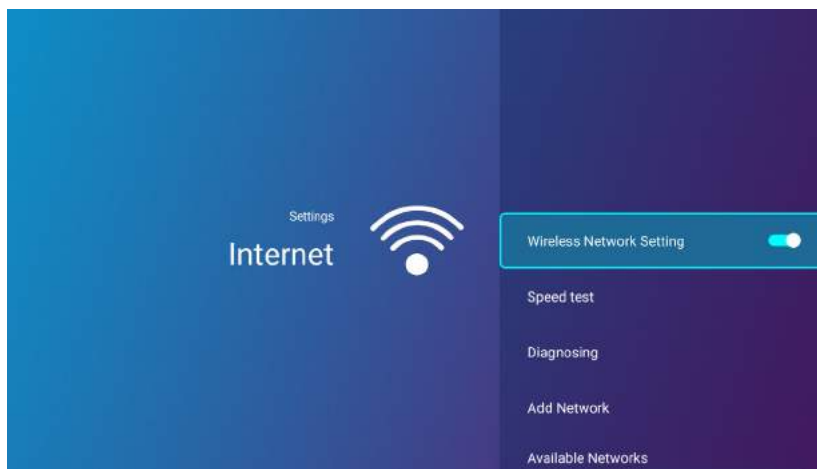 Settings
Internet
Wireless Network Setting
Speed test
Diagnosing
Add Network
Available Networks